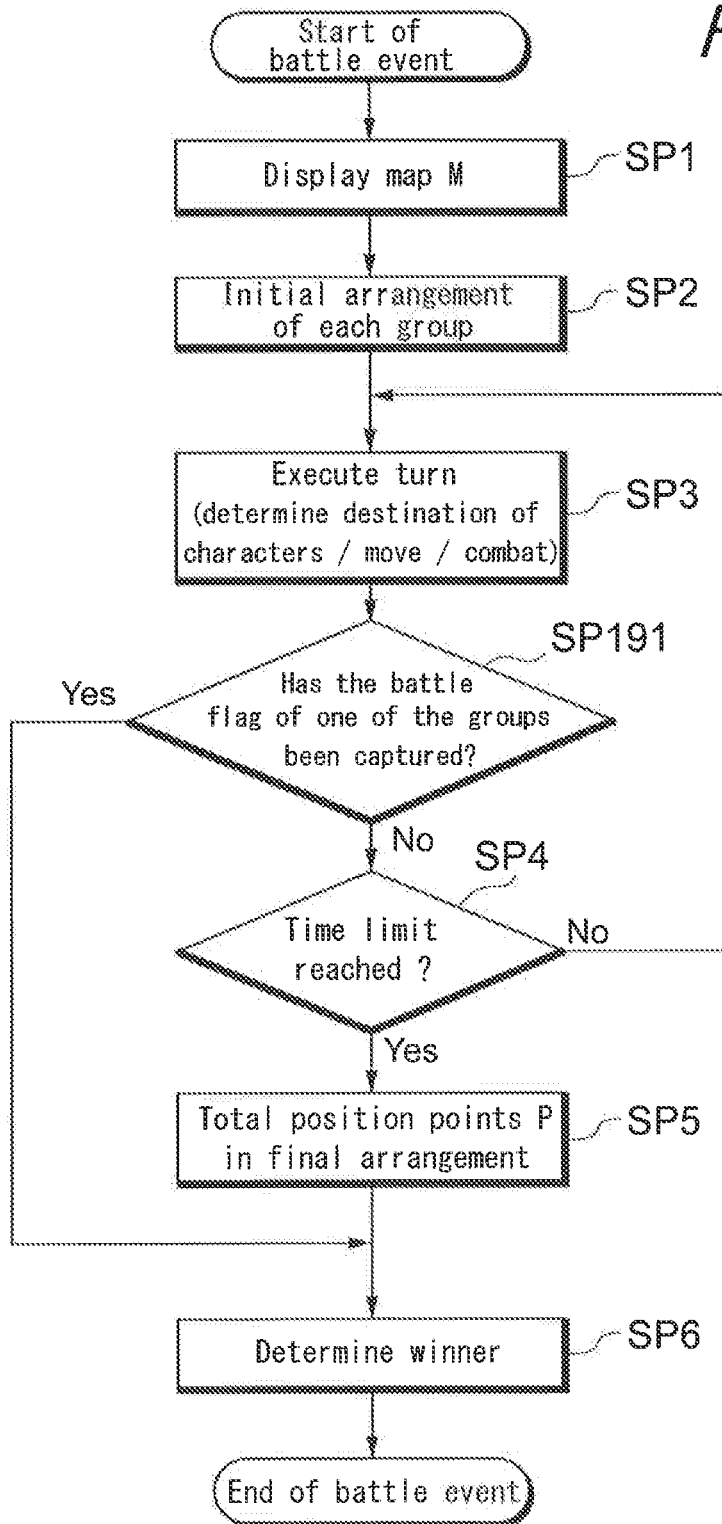 Start of
battle event
Display map M
SP1
Initial arrangement
of each group
SP2
Execute turn
(determine destination of
characters / move / combat)
SP3
SP191
Yes
Has the battle
flag of one of the groups
been captured?
No
SP4
Time limit
reached ?
No
Yes
Total position points P
in final arrangement
SP5
Determine winner
SP6
End of battle event